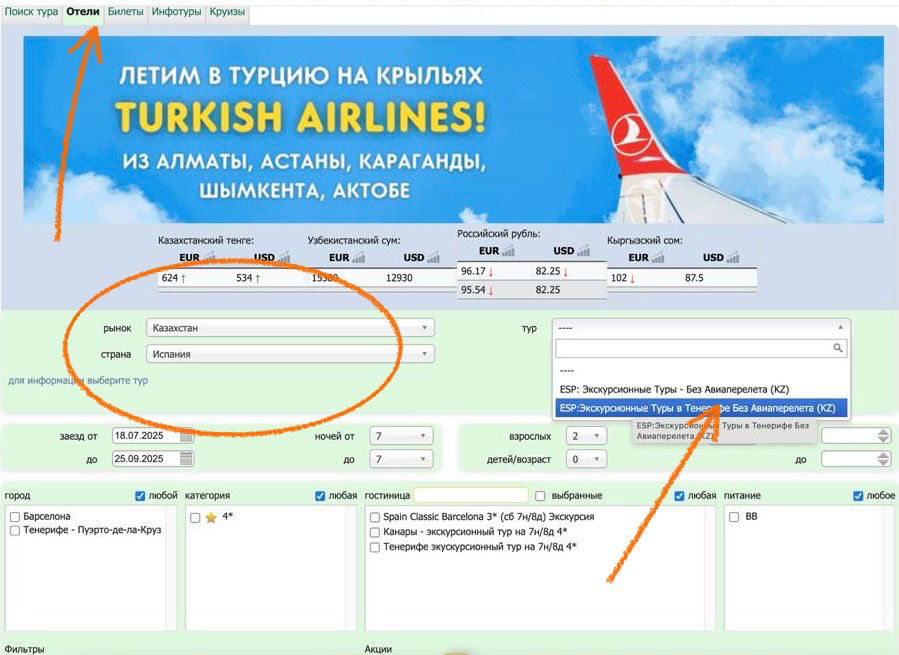 Поиск тура Отели Билеты Инфотуры Круизы
ЛЕТИМ В ТУРЦИЮ НА КРЫЛЬЯХ
TURKISH AIRLINES!
ИЗ АЛМАТЫ, АСТАНЫ, КАРАГАНДЫ,
ШЫМКЕНТА, АКТОБЕ
Казахстанский тенге: Узбекистанский сум: Российский рубль: Кыргызский сом:
EUR USD EUR USD EUR USD EUR USD
624 ↑ 534 ↑ 15300 12930 96.17 ↓ 82.25 ↓ 102 ↓ 87.5
95.54 ↓ 82.25
рынок Казахстан тур ----
страна Испания
----
для информации выберите тур
ESP: Экскурсионные Туры - Без Авиаперелета (KZ)
ESP:Экскурсионные Туры в Тенерифе Без Авиаперелета (KZ)
ESP:Экскурсионные Туры в Тенерифе Без
Авиаперелета (KZ)
заезд от 18.07.2025 ночей от 7 взрослых 2
до 25.09.2025 до 7 детей/возраст 0 до
город любой категория любая гостиница выбранные любая питание любое
Барселона 4* Spain Classic Barcelona 3* (сб 7н/8д) Экскурсия BB
Тенерифе - Пуэрто-де-ла-Круз Канары - экскурсионный тур на 7н/8д 4*
Тенерифе экускурсионный тур на 7н/8д 4*
Фильтры Акции